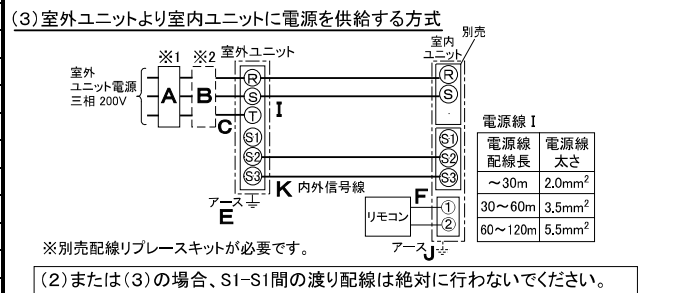 (3)室外ユニットより室内ユニットに電源を供給する方式
別売
※1 ※2 室外ユニット 室内
ユニット
室外
ユニット電源
三相 200V
A B C
R S T S1 S2 S3
I
R S S1 S2 S3
K 内外信号線
アース E
リモコン F ① ②
アース J
電源線 I
電源線
配線長 電源線
太さ
～30m 2.0mm²
30～60m 3.5mm²
60～120m 5.5mm²
※別売配線リプレースキットが必要です。
(2)または(3)の場合、S1-S1間の渡り配線は絶対に行わないでください。